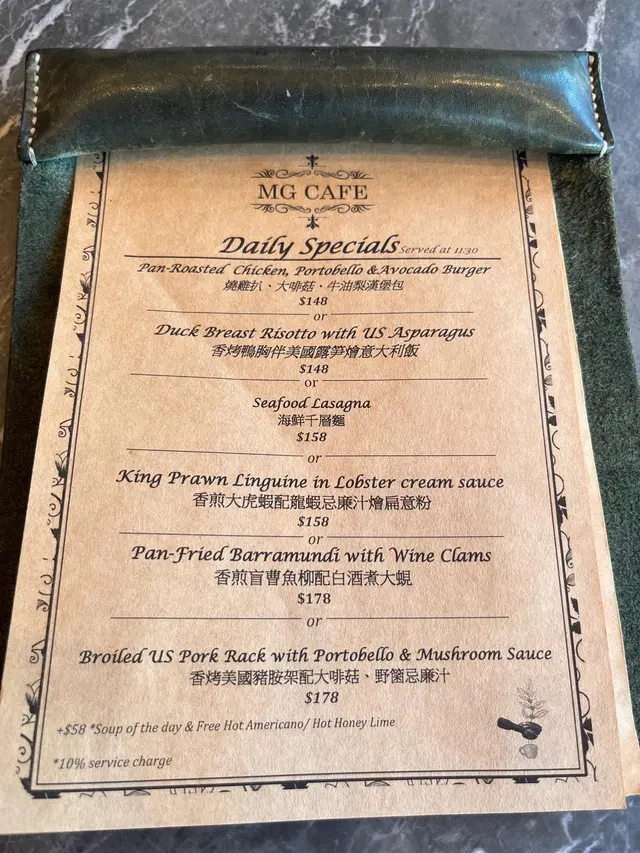 MG CAFE
Daily Specials Served at 11:30
Pan-Roasted Chicken, Portobello & Avocado Burger
燒雞扒、大啡菇、牛油梨漢堡包
$148
or
Duck Breast Risotto with US Asparagus
香烤鴨胸伴美國露笋燴意大利飯
$148
or
Seafood Lasagna
海鮮千層麵
$158
or
King Prawn Linguine in Lobster cream sauce
香煎大虎蝦配龍蝦忌廉汁燴扁意粉
$158
or
Pan-Fried Barramundi with Wine Clams
香煎盲曹魚柳配白酒煮大蜆
$178
or
Broiled US Pork Rack with Portobello & Mushroom Sauce
香烤美國豬胺架配大啡菇、野箘忌廉汁
$178
+$58 *Soup of the day & Free Hot Americano/ Hot Honey Lime
*10% service charge